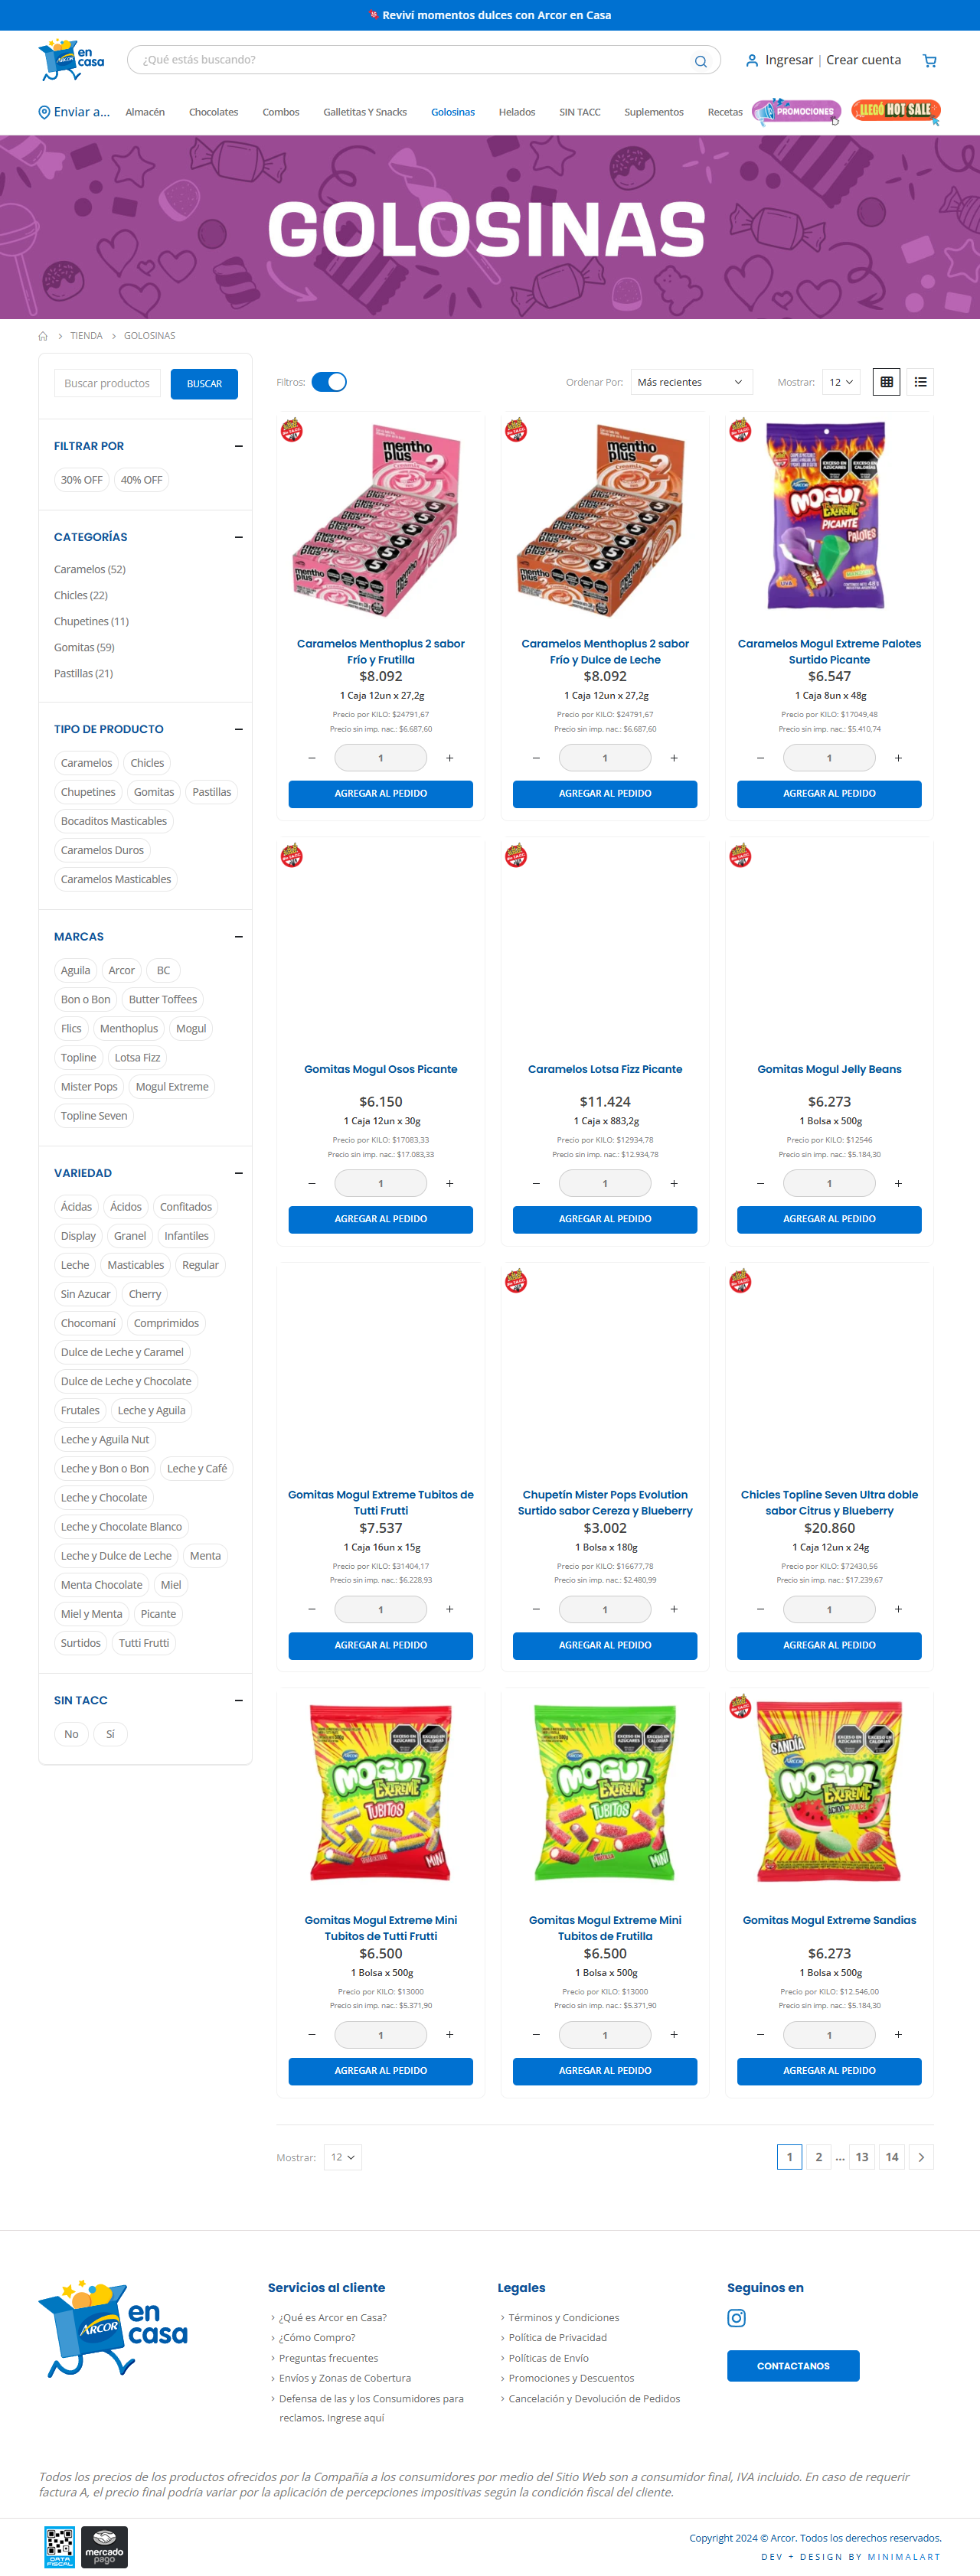 Reviví momentos dulces con Arcor en Casa
ARCOR en casa
¿Qué estás buscando?
Ingresar | Crear cuenta
Enviar a...
Almacén
Chocolates
Combos
Galletitas Y Snacks
Golosinas
Helados
SIN TACC
Suplementos
Recetas
PROMOCIONES
LLEGÓ HOT SALE
GOLOSINAS
TIENDA > GOLOSINAS
Buscar productos
BUSCAR
FILTRAR POR
30% OFF
40% OFF
CATEGORÍAS
Caramelos (52)
Chicles (22)
Chupetines (11)
Gomitas (59)
Pastillas (21)
TIPO DE PRODUCTO
Caramelos
Chicles
Chupetines
Gomitas
Pastillas
Bocaditos Masticables
Caramelos Duros
Caramelos Masticables
MARCAS
Aguila
Arcor
BC
Bon o Bon
Butter Toffees
Flics
Menthoplus
Mogul
Topline
Lotsa Fizz
Mister Pops
Mogul Extreme
Topline Seven
VARIEDAD
Ácidas
Ácidos
Confitados
Display
Granel
Infantiles
Leche
Masticables
Regular
Sin Azucar
Cherry
Chocomaní
Comprimidos
Dulce de Leche y Caramel
Dulce de Leche y Chocolate
Frutales
Leche y Aguila
Leche y Aguila Nut
Leche y Bon o Bon
Leche y Café
Leche y Chocolate
Leche y Chocolate Blanco
Leche y Dulce de Leche
Menta
Menta Chocolate
Miel
Miel y Menta
Picante
Surtidos
Tutti Frutti
SIN TACC
No
Sí
Filtros:
Ordenar Por:
Más recientes
Mostrar:
12
mentho plus 2
Caramelos Menthoplus 2 sabor
Frío y Frutilla
$8.092
1 Caja 12un x 27,2g
Precio por KILO: $24791,67
Precio sin imp. nac.: $6.687,60
− 1 +
AGREGAR AL PEDIDO
mentho plus 2
Caramelos Menthoplus 2 sabor
Frío y Dulce de Leche
$8.092
1 Caja 12un x 27,2g
Precio por KILO: $24791,67
Precio sin imp. nac.: $6.687,60
− 1 +
AGREGAR AL PEDIDO
MOGUL EXTREME PICANTE PALOTES
Caramelos Mogul Extreme Palotes
Surtido Picante
$6.547
1 Caja 8un x 48g
Precio por KILO: $17049,48
Precio sin imp. nac.: $5.410,74
− 1 +
AGREGAR AL PEDIDO
Gomitas Mogul Osos Picante
$6.150
1 Caja 12un x 30g
Precio por KILO: $17083,33
Precio sin imp. nac.: $17.083,33
− 1 +
AGREGAR AL PEDIDO
Caramelos Lotsa Fizz Picante
$11.424
1 Caja x 883,2g
Precio por KILO: $12934,78
Precio sin imp. nac.: $12.934,78
− 1 +
AGREGAR AL PEDIDO
Gomitas Mogul Jelly Beans
$6.273
1 Bolsa x 500g
Precio por KILO: $12546
Precio sin imp. nac.: $5.184,30
− 1 +
AGREGAR AL PEDIDO
Gomitas Mogul Extreme Tubitos de
Tutti Frutti
$7.537
1 Caja 16un x 15g
Precio por KILO: $31404,17
Precio sin imp. nac.: $6.228,93
− 1 +
AGREGAR AL PEDIDO
Chupetín Mister Pops Evolution
Surtido sabor Cereza y Blueberry
$3.002
1 Bolsa x 180g
Precio por KILO: $16677,78
Precio sin imp. nac.: $2.480,99
− 1 +
AGREGAR AL PEDIDO
Chicles Topline Seven Ultra doble
sabor Citrus y Blueberry
$20.860
1 Caja 12un x 24g
Precio por KILO: $72430,56
Precio sin imp. nac.: $17.239,67
− 1 +
AGREGAR AL PEDIDO
MOGUL EXTREME TUBITOS MINI
Gomitas Mogul Extreme Mini
Tubitos de Tutti Frutti
$6.500
1 Bolsa x 500g
Precio por KILO: $13000
Precio sin imp. nac.: $5.371,90
− 1 +
AGREGAR AL PEDIDO
MOGUL EXTREME TUBITOS MINI
Gomitas Mogul Extreme Mini
Tubitos de Frutilla
$6.500
1 Bolsa x 500g
Precio por KILO: $13000
Precio sin imp. nac.: $5.371,90
− 1 +
AGREGAR AL PEDIDO
SANDÍA MOGUL EXTREME
Gomitas Mogul Extreme Sandias
$6.273
1 Bolsa x 500g
Precio por KILO: $12.546,00
Precio sin imp. nac.: $5.184,30
− 1 +
AGREGAR AL PEDIDO
Mostrar:
12
1 2 ... 13 14
ARCOR en casa
Servicios al cliente
¿Qué es Arcor en Casa?
¿Cómo Compro?
Preguntas frecuentes
Envíos y Zonas de Cobertura
Defensa de las y los Consumidores para
reclamos. Ingrese aquí
Legales
Términos y Condiciones
Política de Privacidad
Políticas de Envío
Promociones y Descuentos
Cancelación y Devolución de Pedidos
Seguinos en
CONTACTANOS
Todos los precios de los productos ofrecidos por la Compañía a los consumidores por medio del Sitio Web son a consumidor final, IVA incluido. En caso de requerir
factura A, el precio final podría variar por la aplicación de percepciones impositivas según la condición fiscal del cliente.
DATA FISCAL
mercado pago
Copyright 2024 © Arcor. Todos los derechos reservados.
DEV + DESIGN BY MINIMALART